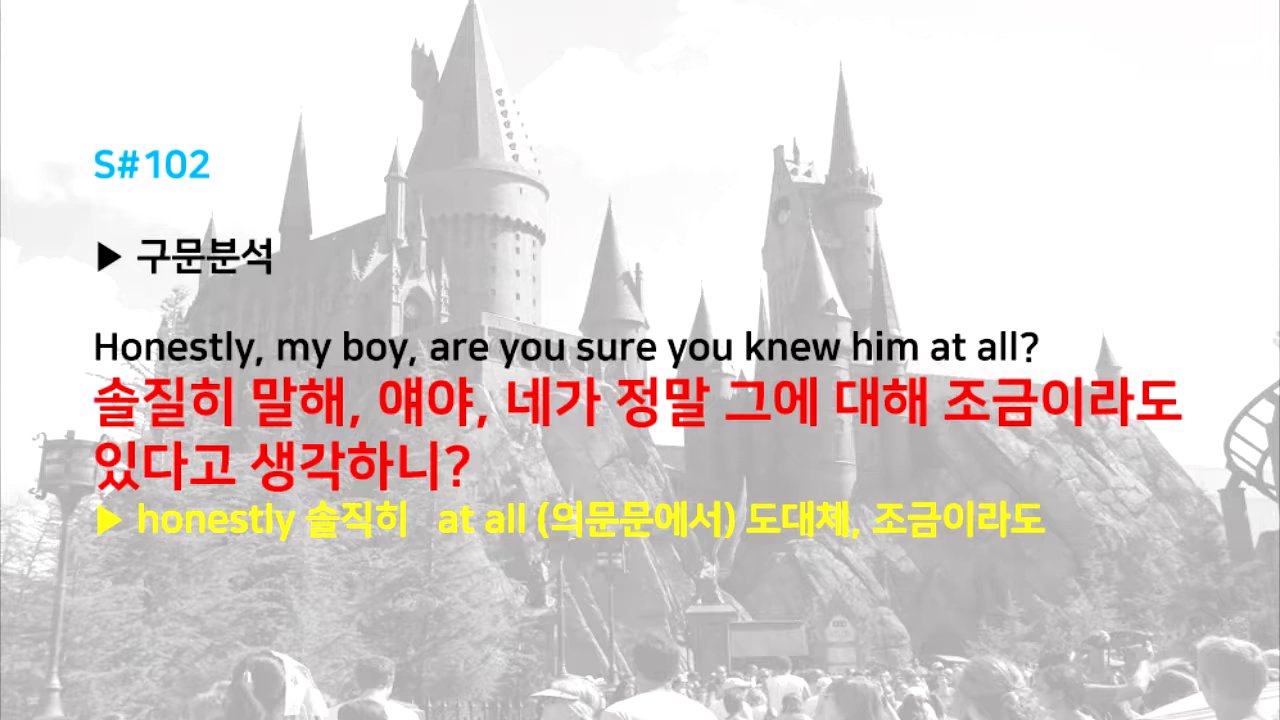 S#102
▶ 구문분석
Honestly, my boy, are you sure you knew him at all?
솔질히 말해, 얘야, 네가 정말 그에 대해 조금이라도
있다고 생각하니?
▶ honestly 솔직히 at all (의문문에서) 도대체, 조금이라도